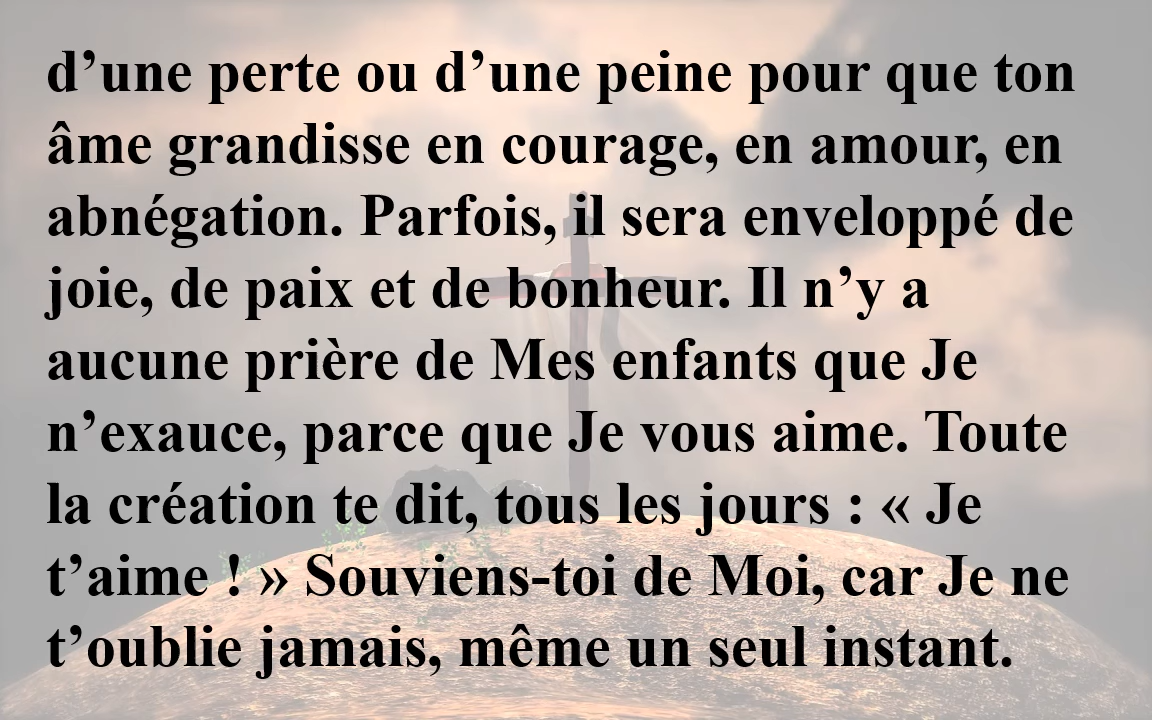 d’une perte ou d’une peine pour que ton
âme grandisse en courage, en amour, en
abnégation. Parfois, il sera enveloppé de
joie, de paix et de bonheur. Il n’y a
aucune prière de Mes enfants que Je
n’exauce, parce que Je vous aime. Toute
la création te dit, tous les jours : « Je
t’aime ! » Souviens-toi de Moi, car Je ne
t’oublie jamais, même un seul instant.